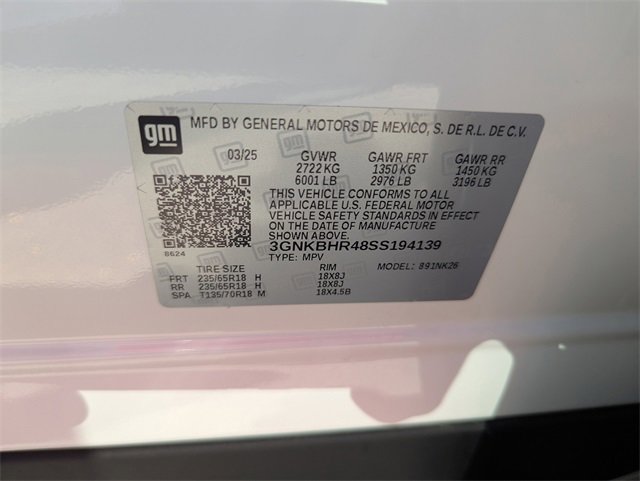 gm MFD BY GENERAL MOTORS DE MEXICO, S. DE R.L. DE C.V.
03/25 GVWR GAWR FRT GAWR RR
2722 KG 1350 KG 1450 KG
6001 LB 2976 LB 3196 LB
THIS VEHICLE CONFORMS TO ALL
APPLICABLE U.S. FEDERAL MOTOR
VEHICLE SAFETY STANDARDS IN EFFECT
ON THE DATE OF MANUFACTURE
SHOWN ABOVE.
3GNKBHR48SS194139
8624 TYPE: MPV MODEL: 891NK26
TIRE SIZE RIM
FRT 235/65R18 H 18X8J
RR 235/65R18 H 18X8J
SPA T135/70R18 M 18X4.5B